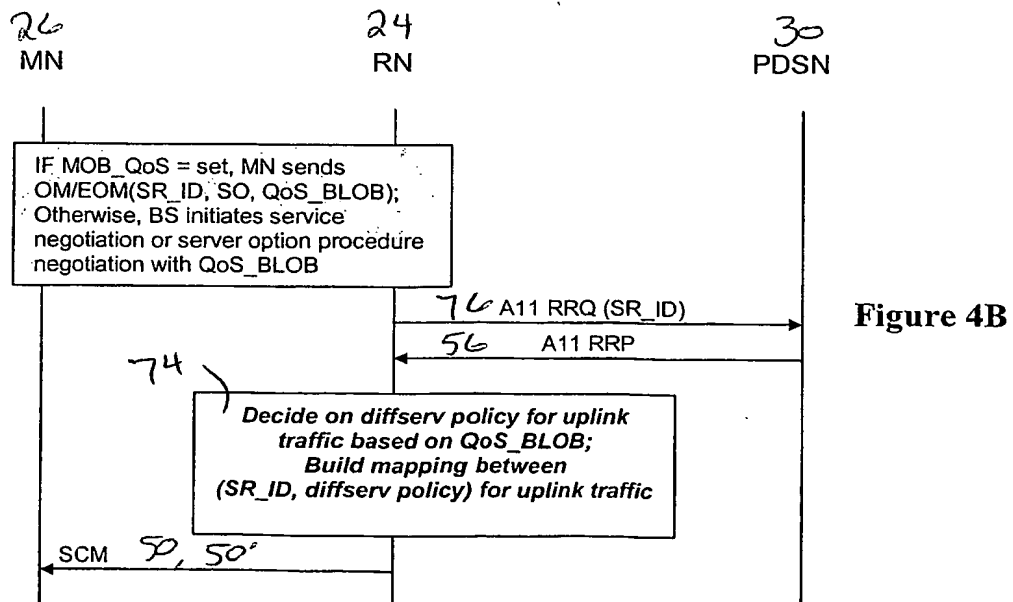 26 24 30
MN RN PDSN
IF MOB_QoS = set, MN sends
OM/EOM(SR_ID, SO, QoS_BLOB);
Otherwise, BS initiates service
negotiation or server option procedure
negotiation with QoS_BLOB
76 A11 RRQ (SR_ID)
Figure 4B
56 A11 RRP
74
Decide on diffserv policy for uplink
traffic based on QoS_BLOB;
Build mapping between
(SR_ID, diffserv policy) for uplink traffic
SCM 50, 50'